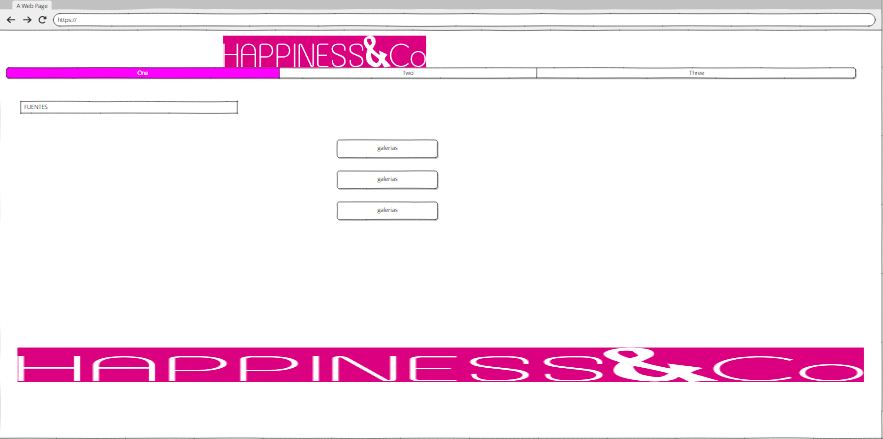 A Web Page
https://
HAPPINESS&Co
One Two Three
FUENTES
galerias
galerias
galerias
HAPPINESS&Co